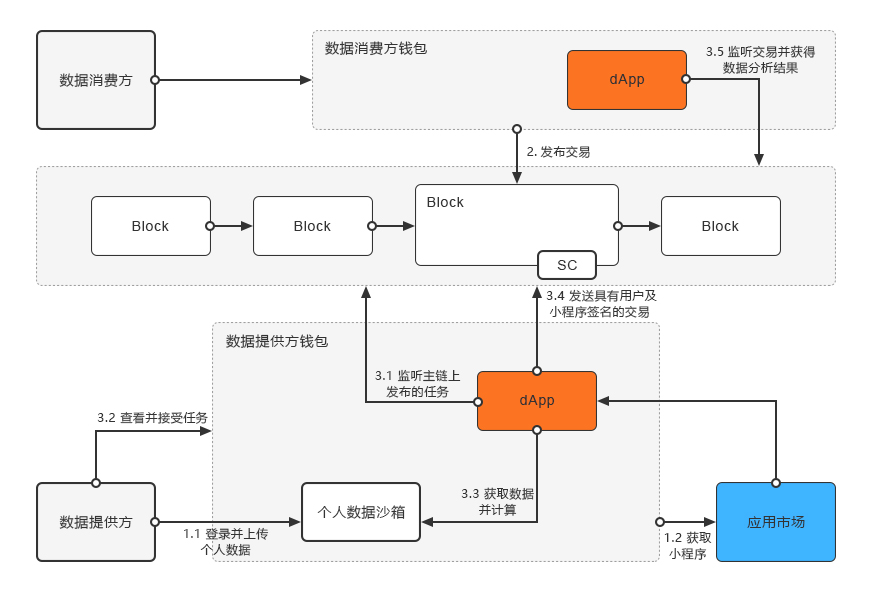 数据消费方
数据消费方钱包
dApp
3.5 监听交易并获得
数据分析结果
2. 发布交易
Block
Block
Block
SC
Block
3.4 发送具有用户及
小程序签名的交易
数据提供方钱包
3.1 监听主链上
发布的任务
dApp
3.2 查看并接受任务
数据提供方
1.1 登录并上传
个人数据
个人数据沙箱
3.3 获取数据
并计算
1.2 获取
小程序
应用市场